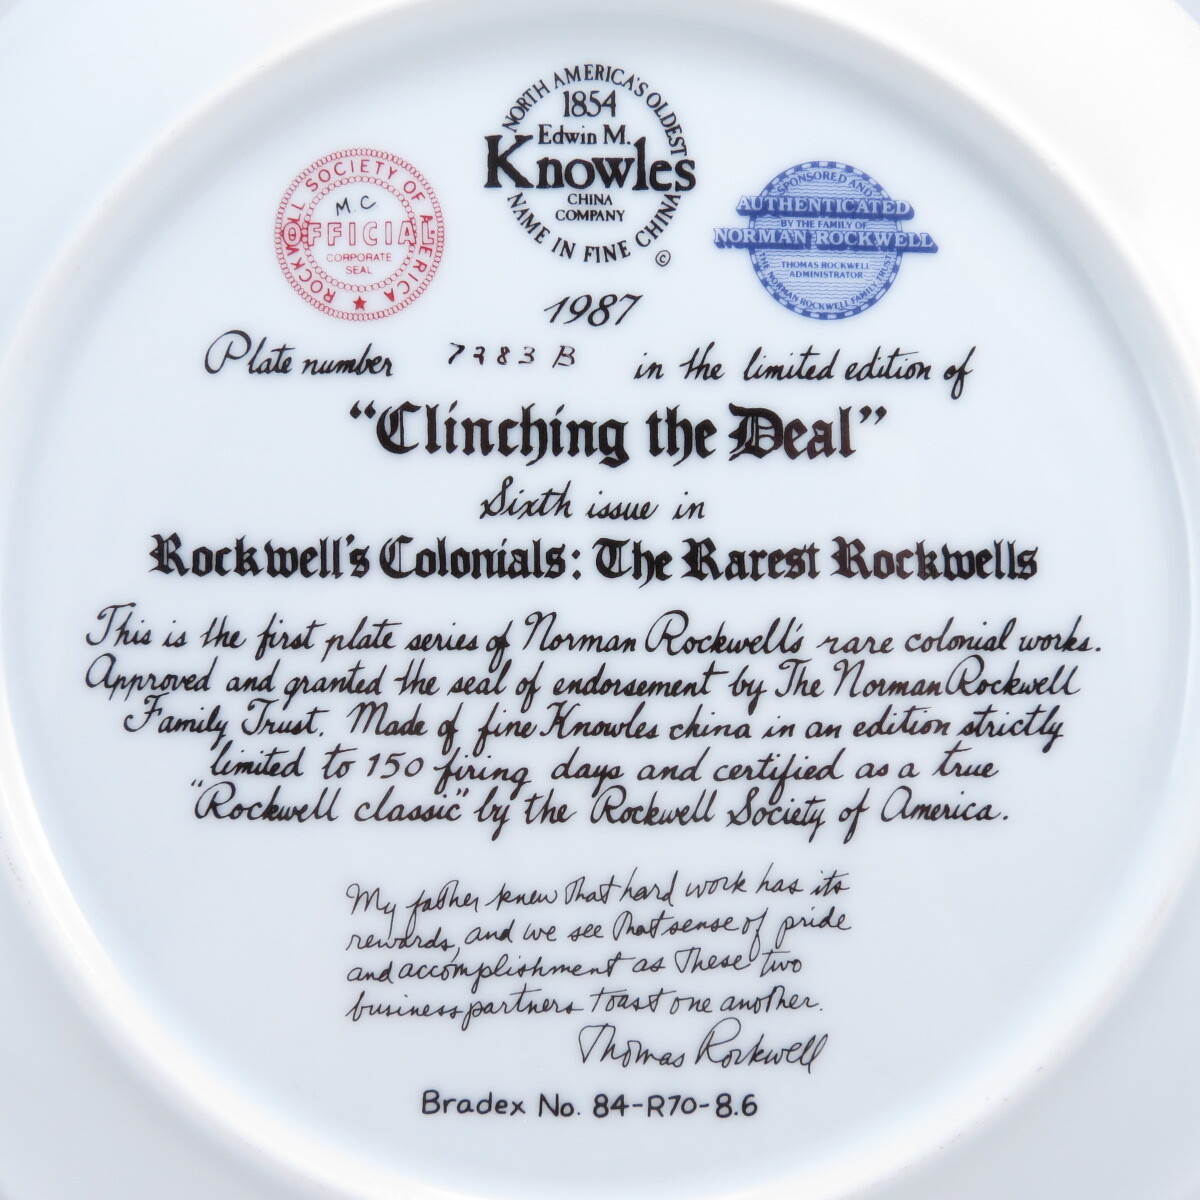 NORTH AMERICA'S OLDEST
1854
Edwin M.
Knowles
CHINA
COMPANY
NAME IN FINE CHINA
©
ROCKWELL SOCIETY OF AMERICA
M.C
OFFICIAL
CORPORATE
SEAL
SPONSORED AND
AUTHENTICATED
BY THE FAMILY OF
NORMAN ROCKWELL
THOMAS ROCKWELL
ADMINISTRATOR
THE NORMAN ROCKWELL FAMILY TRUST
1987
Plate number 7383 B in the limited edition of
“Clinching the Deal”
Sixth issue in
Rockwell's Colonials: The Rarest Rockwells
This is the first plate series of Norman Rockwell's rare colonial works.
Approved and granted the seal of endorsement by The Norman Rockwell
Family Trust. Made of fine Knowles china in an edition strictly
limited to 150 firing days and certified as a true
"Rockwell classic" by the Rockwell Society of America.
My father knew that hard work has its
rewards, and we see that sense of pride
and accomplishment as these two
business partners toast one another.
Thomas Rockwell
Bradex No. 84-R70-8.6